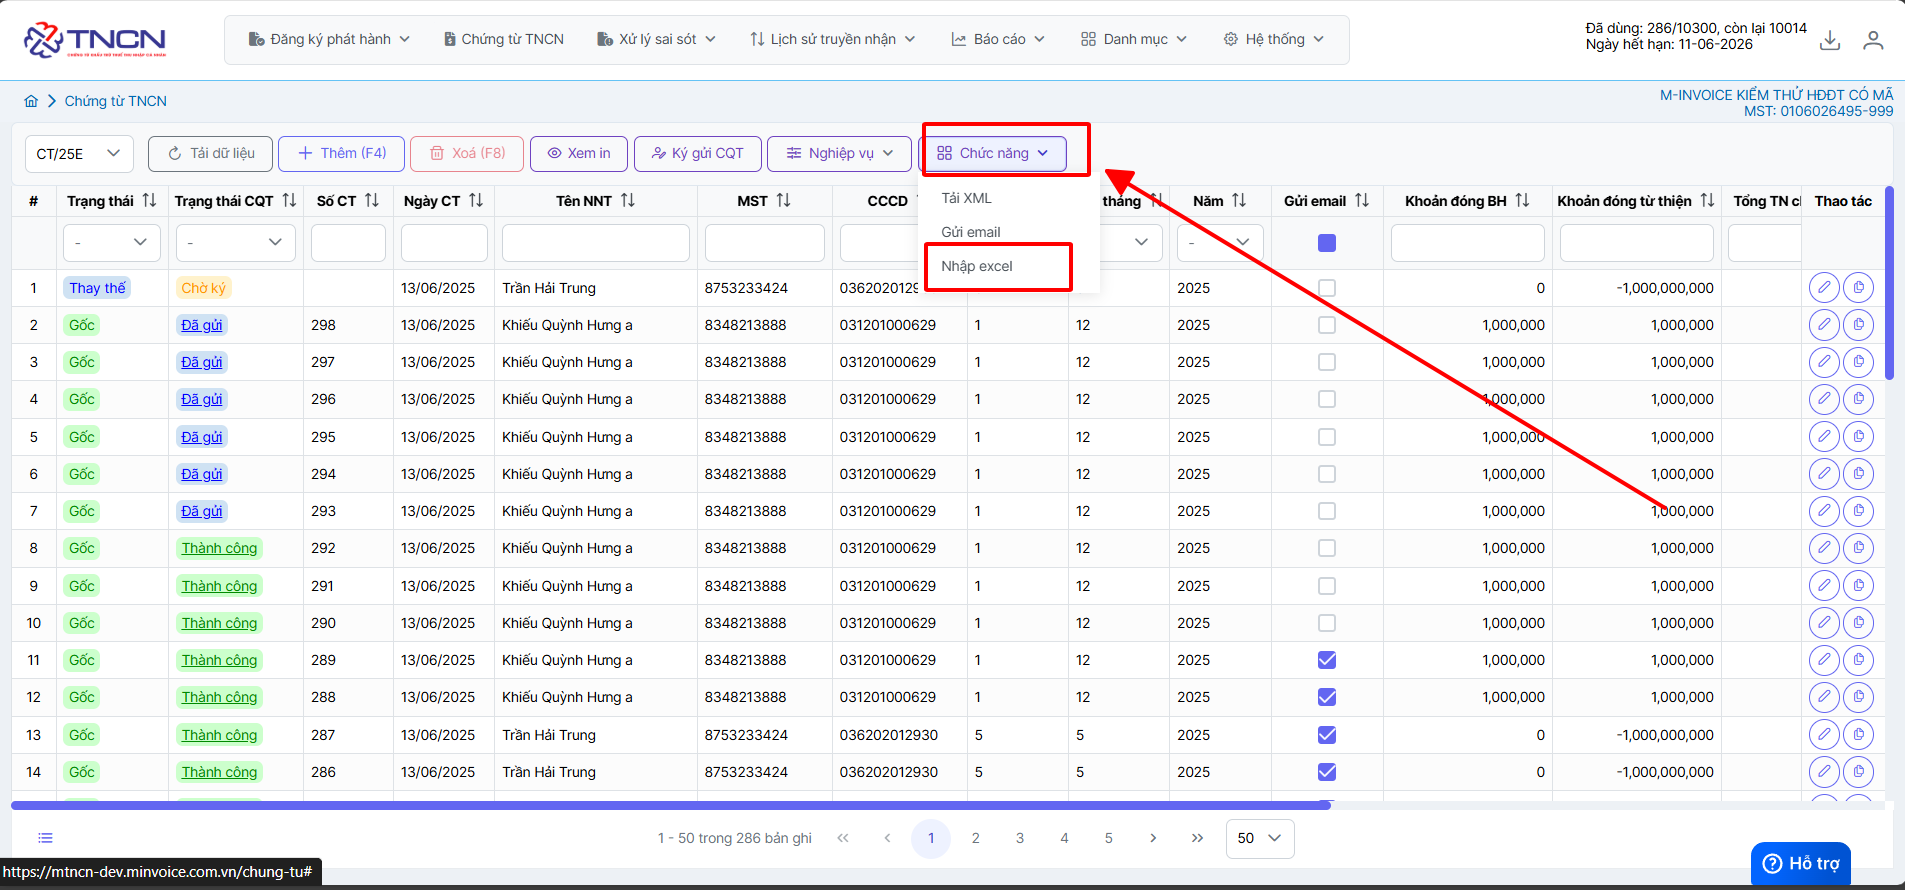 TNCN
CHỨNG TỪ KHẤU TRỪ THUẾ THU NHẬP CÁ NHÂN
Đăng ký phát hành
Chứng từ TNCN
Xử lý sai sót
Lịch sử truyền nhận
Báo cáo
Danh mục
Hệ thống
Đã dùng: 286/10300, còn lại 10014
Ngày hết hạn: 11-06-2026
Chứng từ TNCN
M-INVOICE KIỂM THỬ HĐĐT CÓ MÃ
MST: 0106026495-999
CT/25E
Tải dữ liệu
Thêm (F4)
Xoá (F8)
Xem in
Ký gửi CQT
Nghiệp vụ
Chức năng
Tải XML
Gửi email
Nhập excel
# Trạng thái Trạng thái CQT Số CT Ngày CT Tên NNT MST CCCD tháng Năm Gửi email Khoản đóng BH Khoản đóng từ thiện Tổng TN Thao tác
- - -
1 Thay thế Chờ ký 13/06/2025 Trần Hải Trung 8753233424 2025 0 -1,000,000,000
2 Gốc Đã gửi 298 13/06/2025 Khiếu Quỳnh Hưng a 8348213888 031201000629 1 12 2025 1,000,000 1,000,000
3 Gốc Đã gửi 297 13/06/2025 Khiếu Quỳnh Hưng a 8348213888 031201000629 1 12 2025 1,000,000 1,000,000
4 Gốc Đã gửi 296 13/06/2025 Khiếu Quỳnh Hưng a 8348213888 031201000629 1 12 2025 1,000,000 1,000,000
5 Gốc Đã gửi 295 13/06/2025 Khiếu Quỳnh Hưng a 8348213888 031201000629 1 12 2025 1,000,000 1,000,000
6 Gốc Đã gửi 294 13/06/2025 Khiếu Quỳnh Hưng a 8348213888 031201000629 1 12 2025 1,000,000 1,000,000
7 Gốc Đã gửi 293 13/06/2025 Khiếu Quỳnh Hưng a 8348213888 031201000629 1 12 2025 1,000,000 1,000,000
8 Gốc Thành công 292 13/06/2025 Khiếu Quỳnh Hưng a 8348213888 031201000629 1 12 2025 1,000,000 1,000,000
9 Gốc Thành công 291 13/06/2025 Khiếu Quỳnh Hưng a 8348213888 031201000629 1 12 2025 1,000,000 1,000,000
10 Gốc Thành công 290 13/06/2025 Khiếu Quỳnh Hưng a 8348213888 031201000629 1 12 2025 1,000,000 1,000,000
11 Gốc Thành công 289 13/06/2025 Khiếu Quỳnh Hưng a 8348213888 031201000629 1 12 2025 1,000,000 1,000,000
12 Gốc Thành công 288 13/06/2025 Khiếu Quỳnh Hưng a 8348213888 031201000629 1 12 2025 1,000,000 1,000,000
13 Gốc Thành công 287 13/06/2025 Trần Hải Trung 8753233424 036202012930 5 5 2025 0 -1,000,000,000
14 Gốc Thành công 286 13/06/2025 Trần Hải Trung 8753233424 036202012930 5 5 2025 0 -1,000,000,000
1 - 50 trong 286 bản ghi
1 2 3 4 5
50
Hỗ trợ
https://mtncn-dev.minvoice.com.vn/chung-tu#